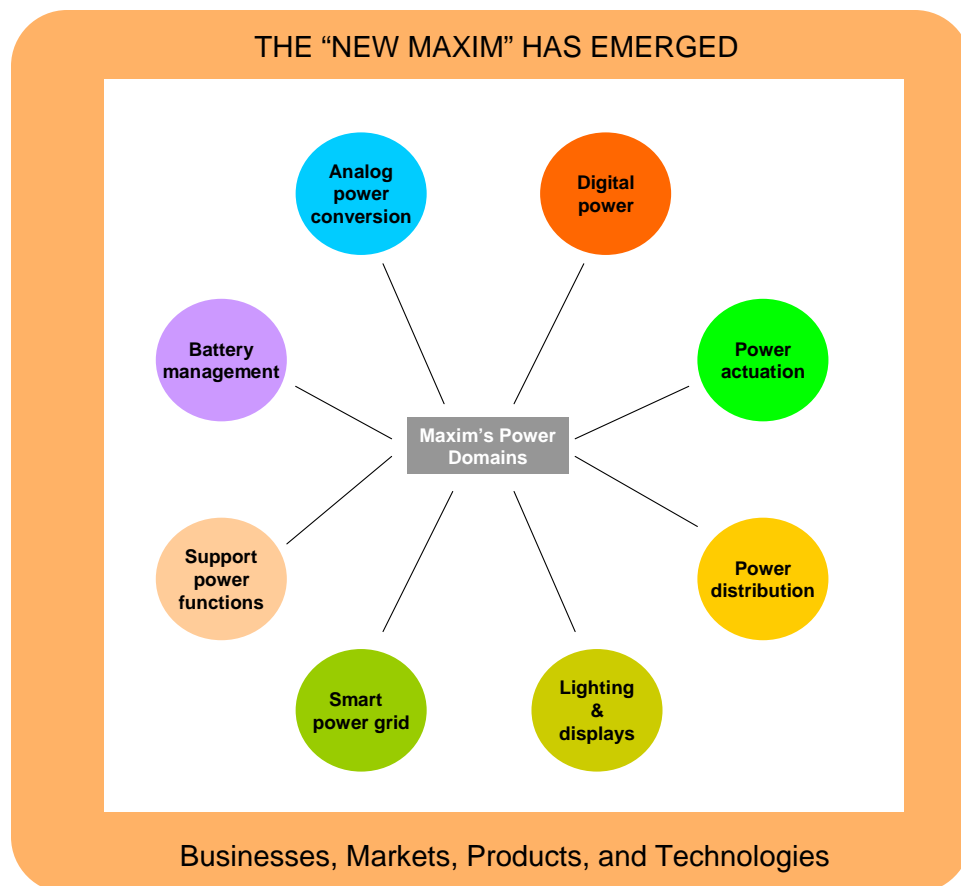 THE “NEW MAXIM” HAS EMERGED
Analog
power
conversion
Digital
power
Battery
management
Power
actuation
Maxim’s Power
Domains
Support
power
functions
Power
distribution
Smart
power grid
Lighting
&
displays
Businesses, Markets, Products, and Technologies